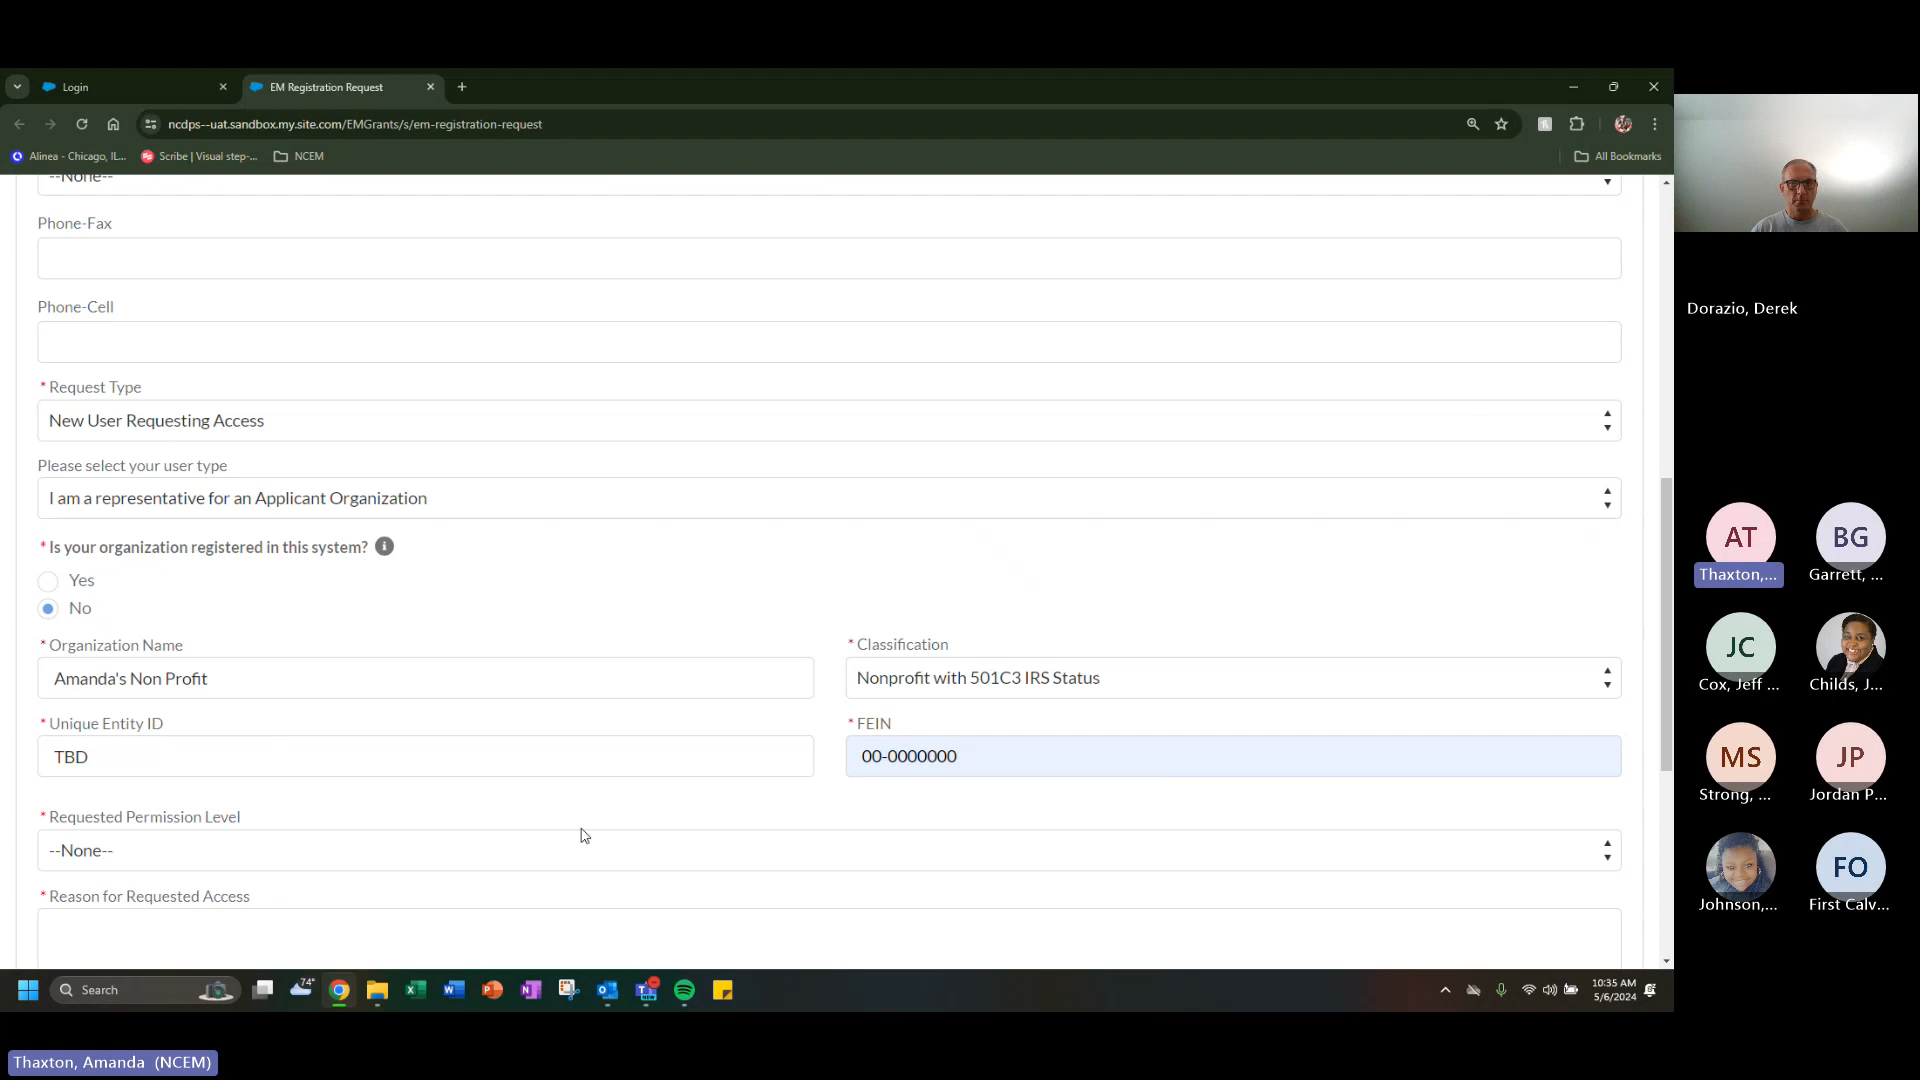 Login
EM Registration Request
ncdps--uat.sandbox.my.site.com/EMGrants/s/em-registration-request
Alinea - Chicago, IL...
Scribe | Visual step-...
NCEM
All Bookmarks
--None--
Phone-Fax
Phone-Cell
* Request Type
New User Requesting Access
Please select your user type
I am a representative for an Applicant Organization
* Is your organization registered in this system?
Yes
No
* Organization Name
* Classification
Amanda's Non Profit
Nonprofit with 501C3 IRS Status
* Unique Entity ID
* FEIN
TBD
00-0000000
* Requested Permission Level
--None--
* Reason for Requested Access
Search
74°
10:35 AM
5/6/2024
Dorazio, Derek
AT
Thaxton,...
BG
Garrett, ...
JC
Cox, Jeff ...
Childs, J...
MS
Strong, ...
JP
Jordan P...
Johnson,...
FO
First Calv...
Thaxton, Amanda (NCEM)